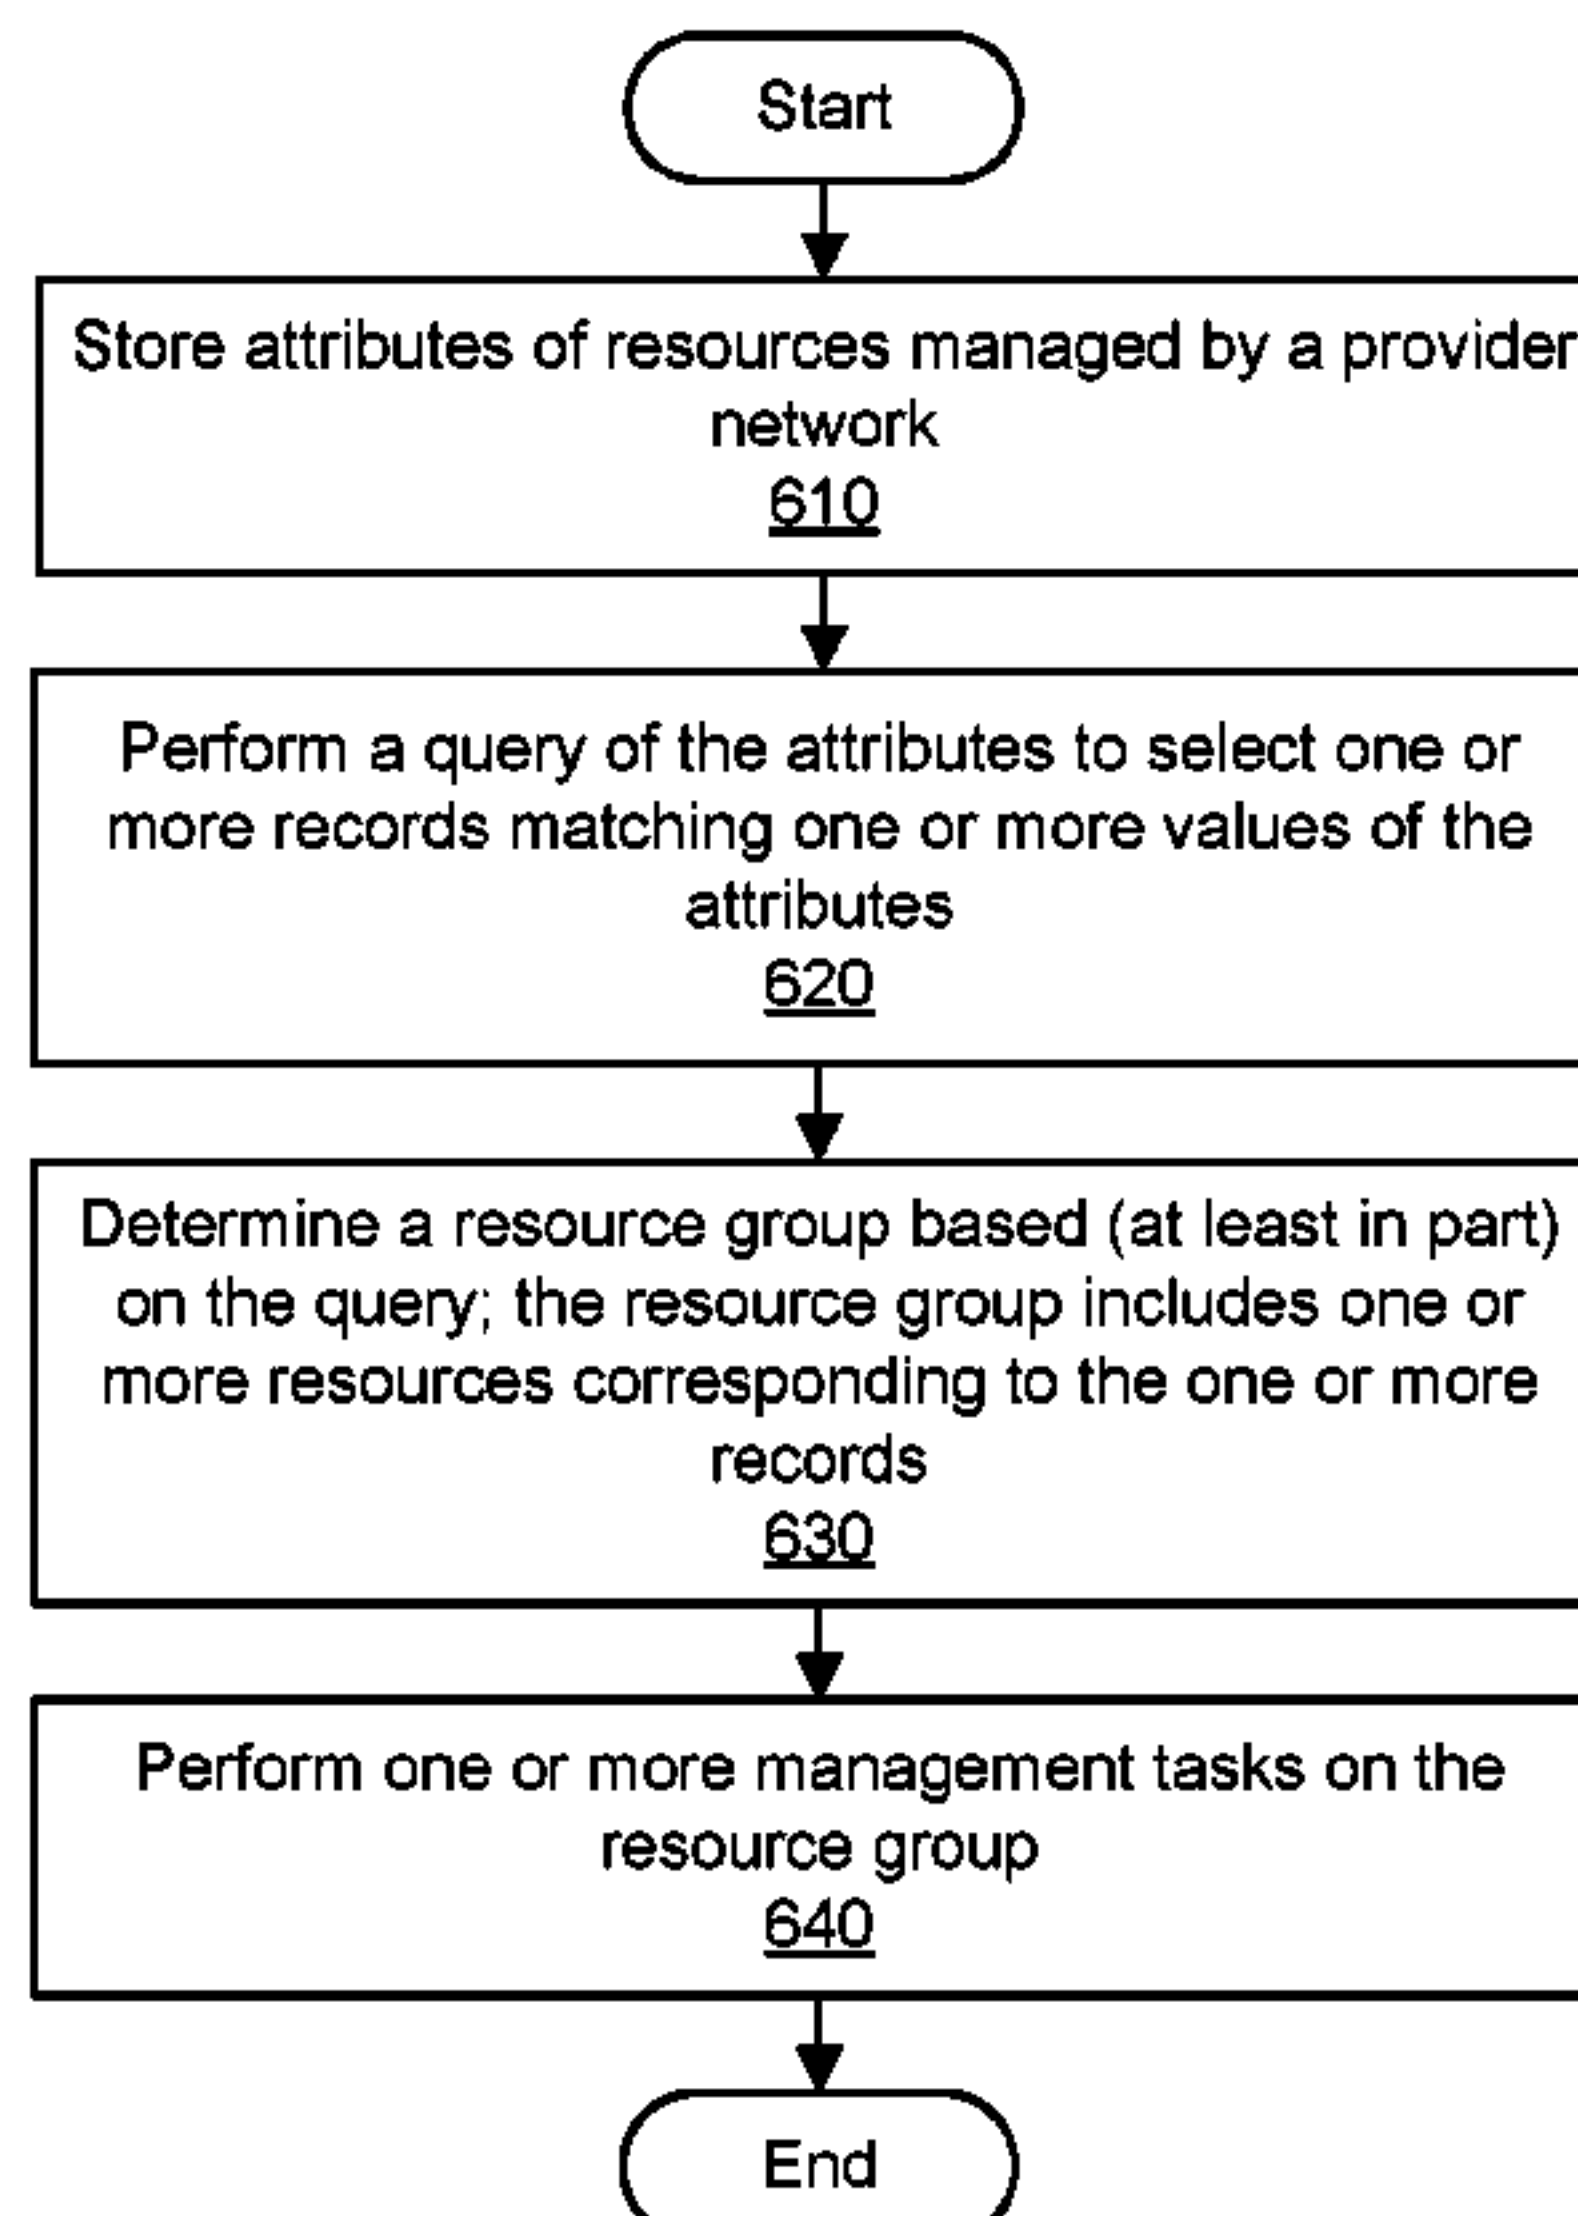 Start
Store attributes of resources managed by a provider
network
610
Perform a query of the attributes to select one or
more records matching one or more values of the
attributes
620
Determine a resource group based (at least in part)
on the query; the resource group includes one or
more resources corresponding to the one or more
records
630
Perform one or more management tasks on the
resource group
640
End